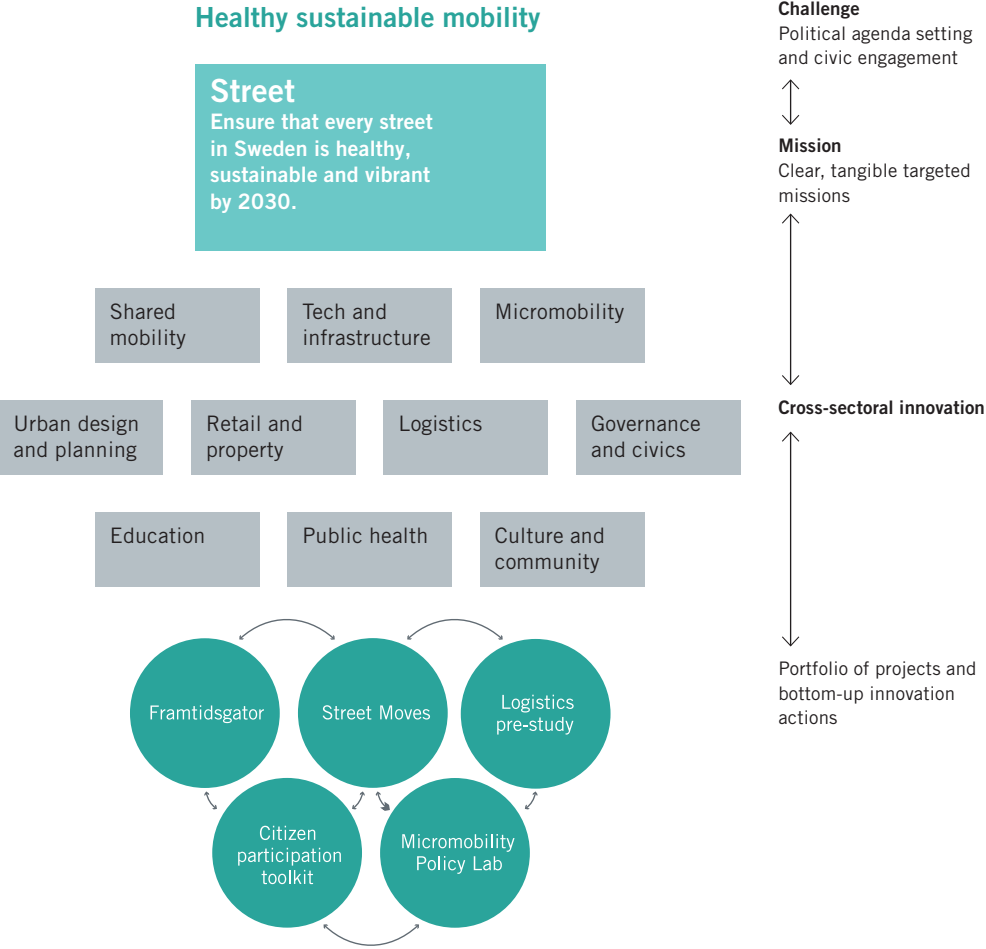 Healthy sustainable mobility
Challenge
Political agenda setting
and civic engagement
Street
Ensure that every street
in Sweden is healthy,
sustainable and vibrant
by 2030.
Mission
Clear, tangible targeted
missions
Shared
mobility
Tech and
infrastructure
Micromobility
Cross-sectoral innovation
Urban design
and planning
Retail and
property
Logistics
Governance
and civics
Education
Public health
Culture and
community
Portfolio of projects and
bottom-up innovation
actions
Framtidsgator
Street Moves
Logistics
pre-study
Citizen
participation
toolkit
Micromobility
Policy Lab